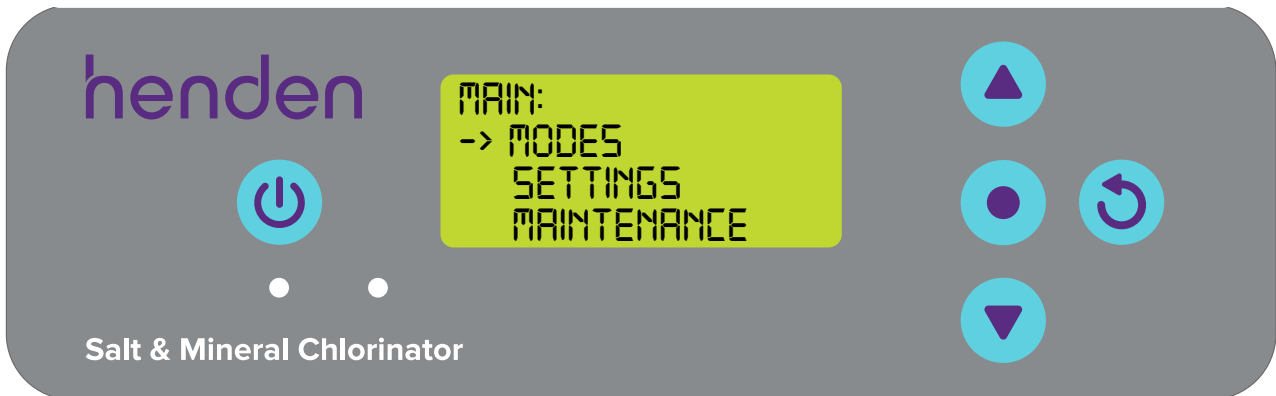 henden
MAIN:
-> MODES
SETTINGS
MAINTENANCE
Salt & Mineral Chlorinator